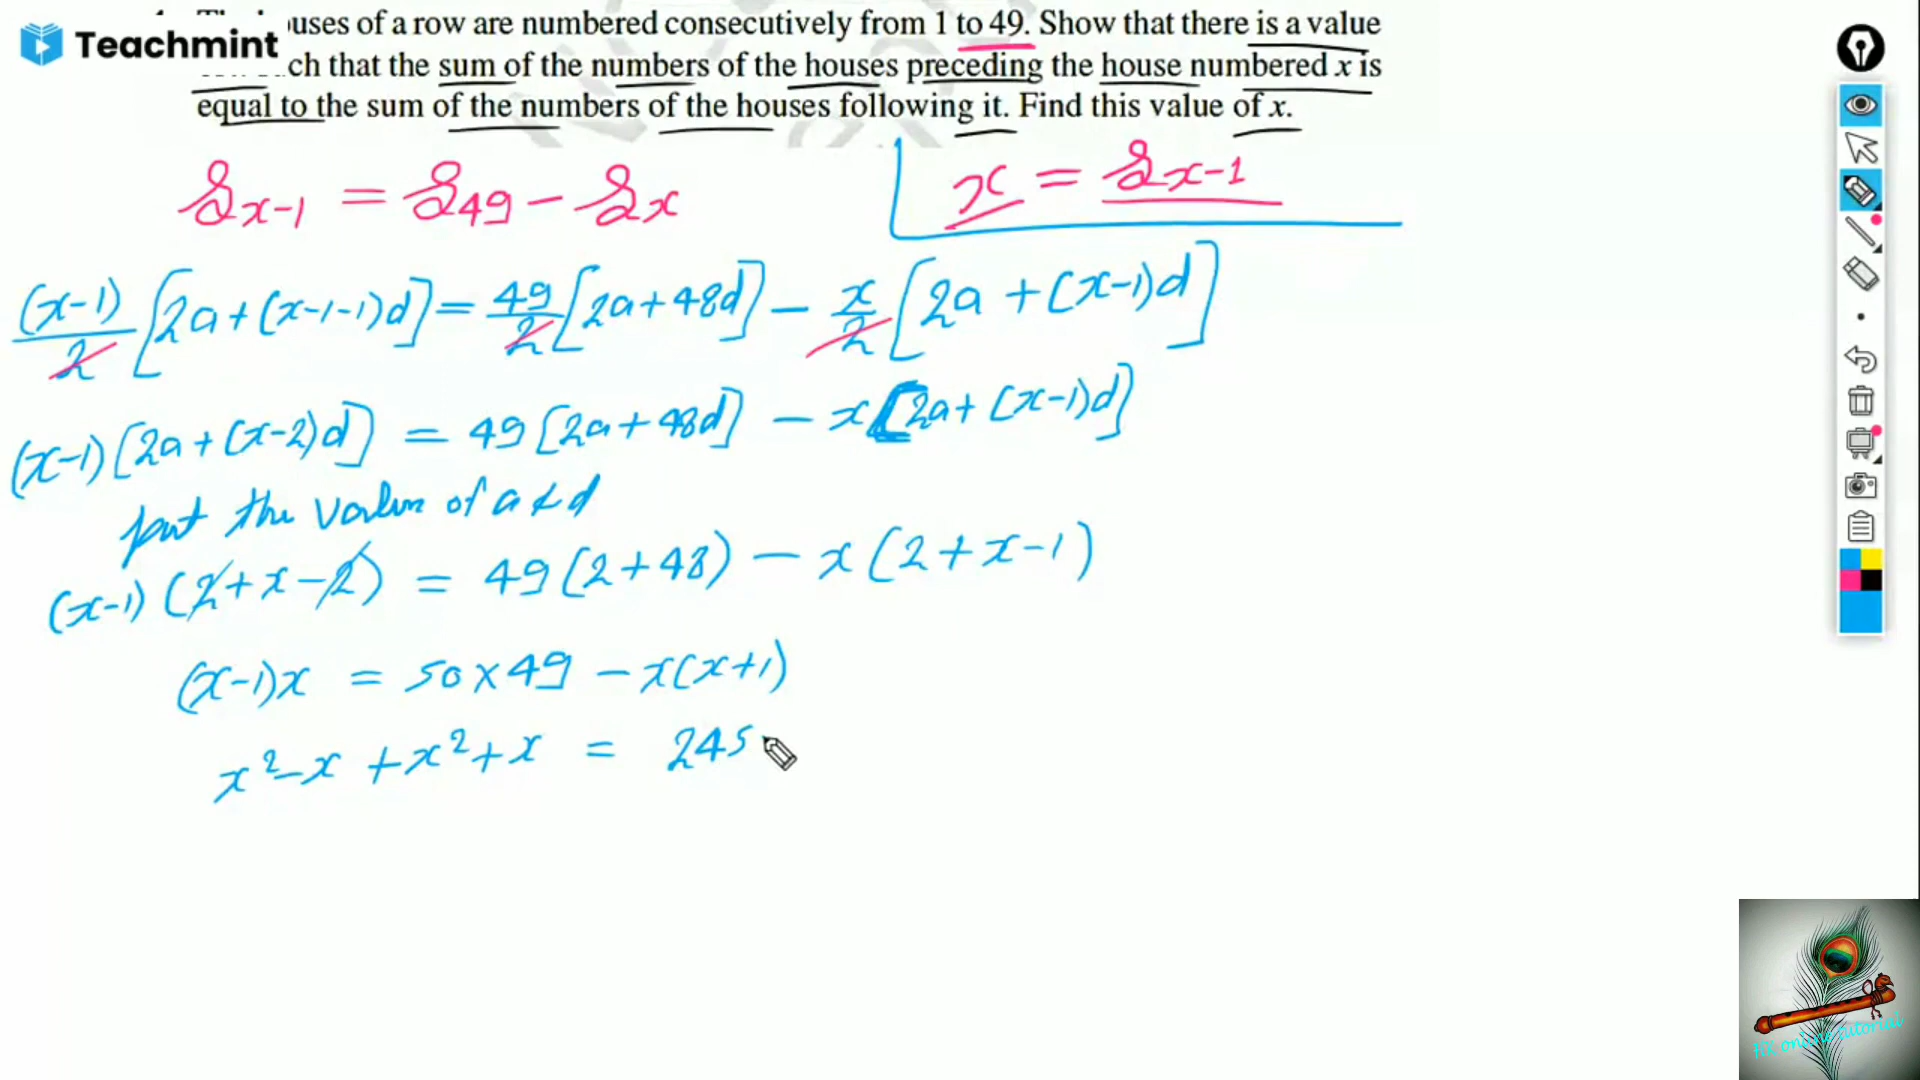 uses of a row are numbered consecutively from 1 to 49. Show that there is a value
Teachmint
ch that the sum of the numbers of the houses preceding the house numbered x is
equal to the sum of the numbers of the houses following it. Find this value of x.
S_{x-1} = S_{49} - S_x
x = S_{x-1}
(x-1)/2 [2a+(x-1-1)d] = 49/2 [2a+48d] - x/2 [2a+(x-1)d]
(x-1)[2a+(x-2)d] = 49[2a+48d] - x[2a+(x-1)d]
put the value of a & d
(x-1)(2+x-2) = 49(2+48) - x(2+x-1)
(x-1)x = 50×49 - x(x+1)
x²-x+x²+x = 245
HK online tutorial